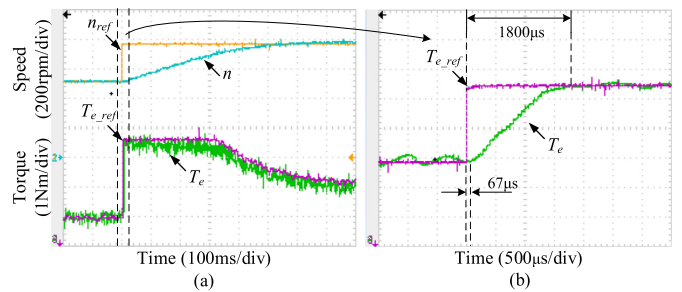 n_ref
n
Speed
(200rpm/div)
T_e_ref
T_e
Torque
(1Nm/div)
2
Time (100ms/div)
(a)
1800μs
T_e_ref
T_e
67μs
Time (500μs/div)
(b)